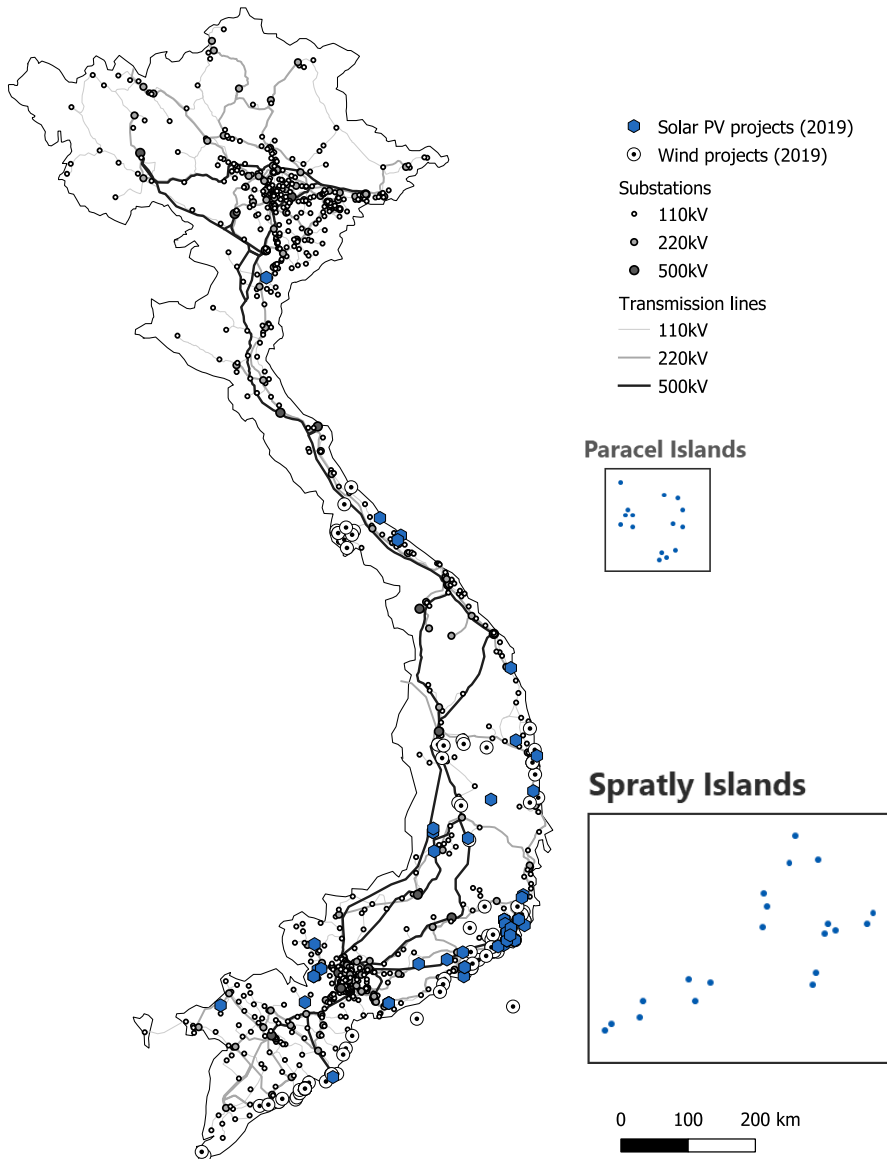 Solar PV projects (2019)
Wind projects (2019)
Substations
110kV
220kV
500kV
Transmission lines
110kV
220kV
500kV
Paracel Islands
Spratly Islands
0 100 200 km